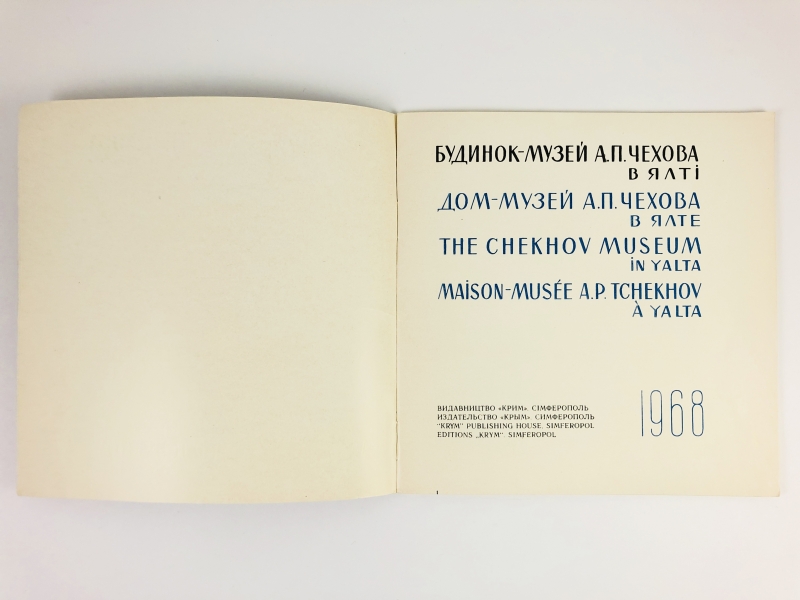 БУДИНОК-МУЗЕЙ А.П. ЧЕХОВА
В ЯЛТІ
ДОМ-МУЗЕЙ А.П. ЧЕХОВА
В ЯЛТЕ
THE CHEKHOV MUSEUM
IN YALTA
MAISON-MUSÉE A.P. TCHEKHOV
À YALTA
ВИДАВНИЦТВО «КРИМ». СІМФЕРОПОЛЬ
ИЗДАТЕЛЬСТВО «КРЫМ». СИМФЕРОПОЛЬ
"KRYM" PUBLISHING HOUSE. SIMFEROPOL
EDITIONS „KRYM". SIMFEROPOL
1968
1